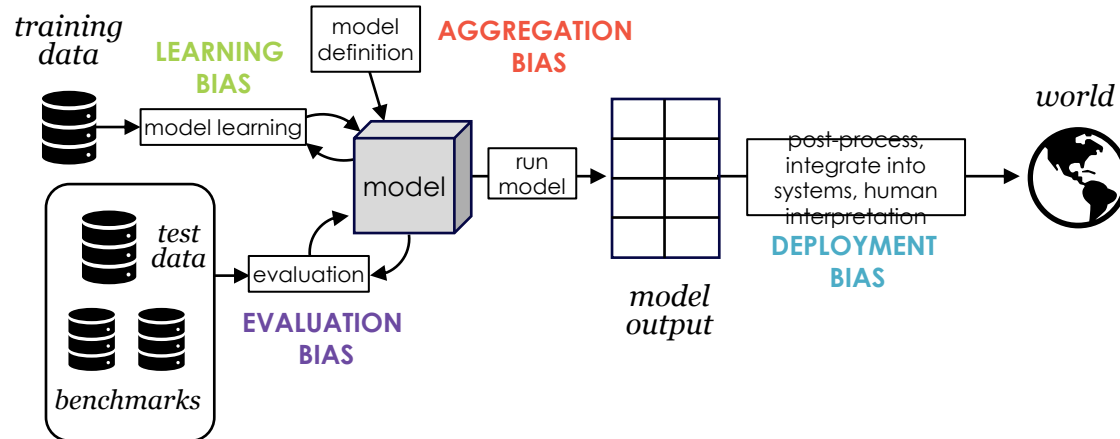 training
data
LEARNING
BIAS
model
definition
AGGREGATION
BIAS
model learning
model
run
model
post-process,
integrate into
systems, human
interpretation
world
test
data
evaluation
DEPLOYMENT
BIAS
EVALUATION
BIAS
model
output
benchmarks